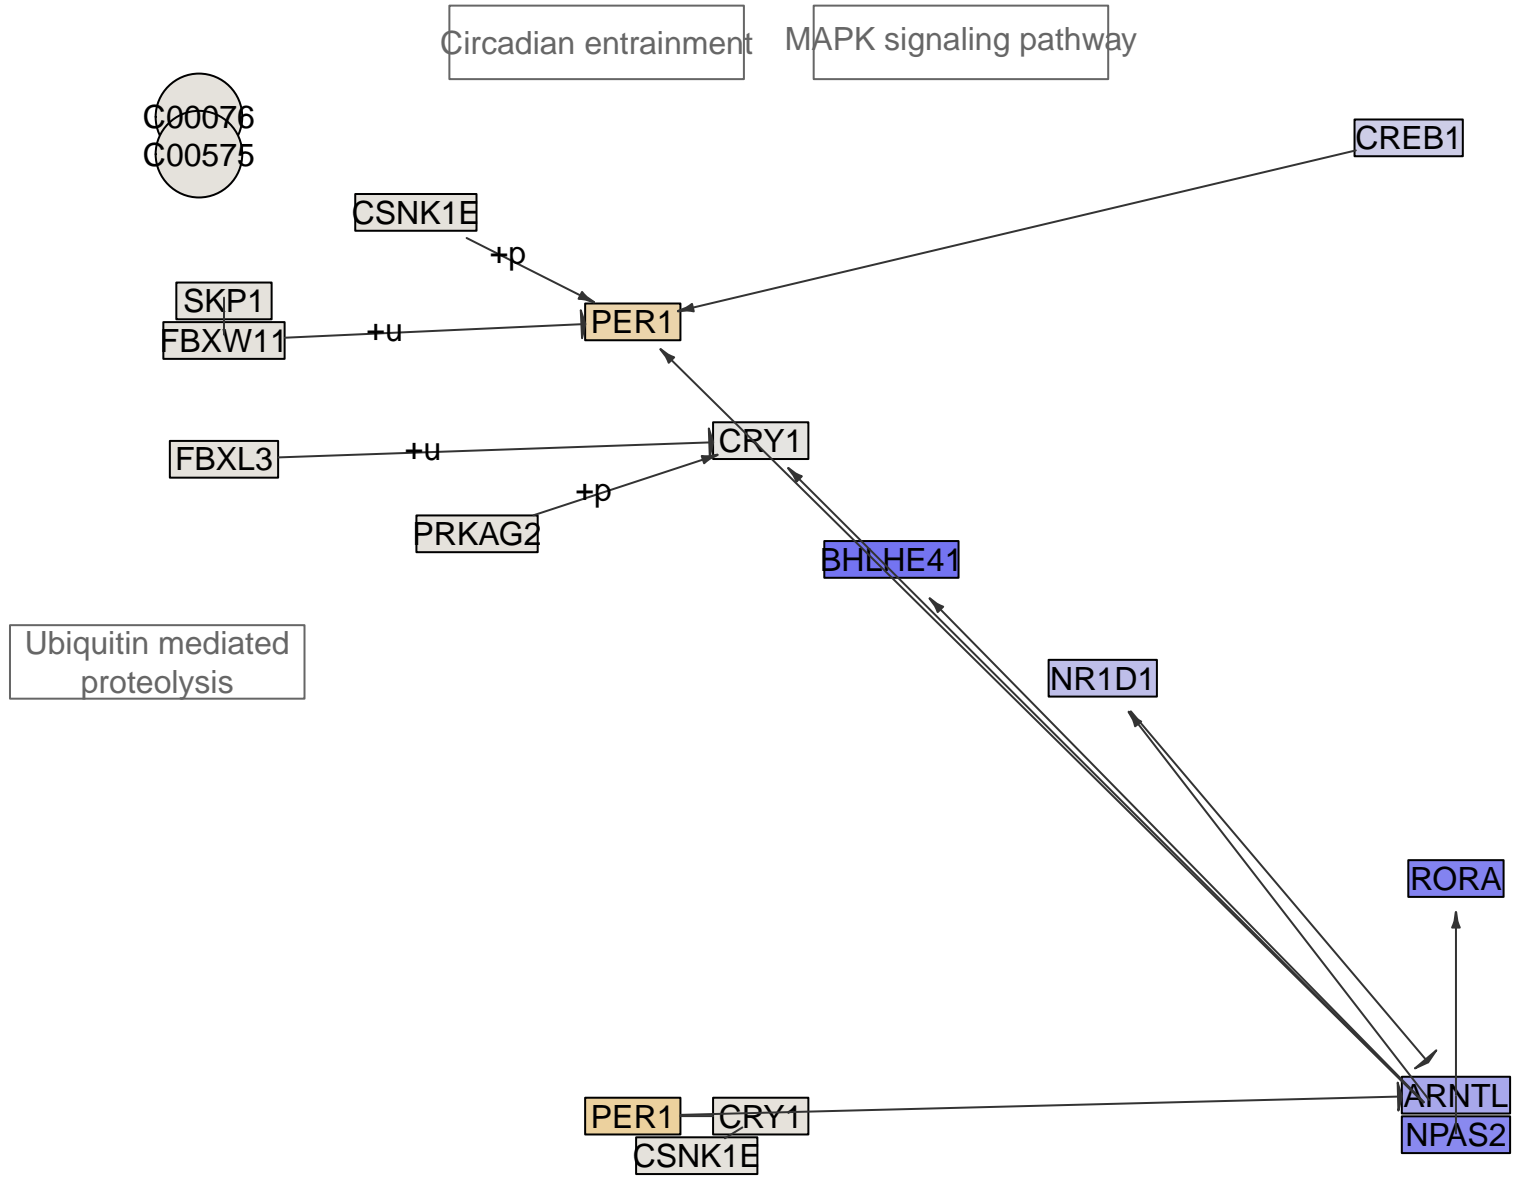 Circadian entrainment
MAPK signaling pathway
C00076
C00575
CREB1
CSNK1E
+p
SKP1
FBXW11
+u
PER1
FBXL3
+u
CRY1
+p
PRKAG2
BHLHE41
Ubiquitin mediated
proteolysis
NR1D1
RORA
ARNTL
NPAS2
PER1
CRY1
CSNK1E